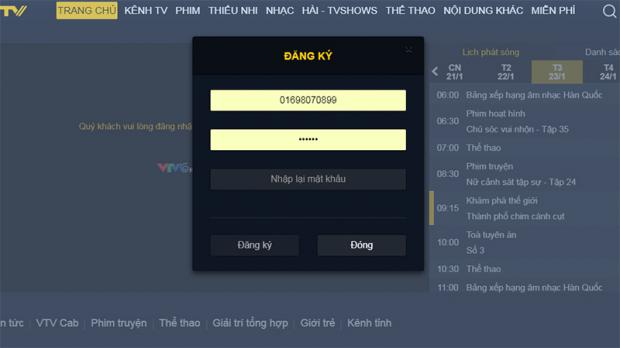 TV
TRANG CHỦ KÊNH TV PHIM THIẾU NHI NHẠC HÀI - TVSHOWS THỂ THAO NỘI DUNG KHÁC MIỄN PHÍ
ĐĂNG KÝ
01698070899
••••••
Nhập lại mật khẩu
Đăng ký Đóng
Quý khách vui lòng đăng nhậ
VTV6
Lịch phát sóng Danh sác
CN T2 T3 T4
21/1 22/1 23/1 24/1
06:00 Bảng xếp hạng âm nhạc Hàn Quốc
06:30 Phim hoạt hình
Chú sóc vui nhộn - Tập 35
07:00 Thể thao
08:30 Phim truyện
Nữ cảnh sát tập sự - Tập 24
09:15 Khám phá thế giới
Thành phố chim cánh cụt
10:00 Toà tuyên án
Số 3
10:30 Thể thao
11:00 Bảng xếp hạng âm nhạc Hàn Quốc
n tức VTV Cab Phim truyện Thể thao Giải trí tổng hợp Giới trẻ Kênh tỉnh